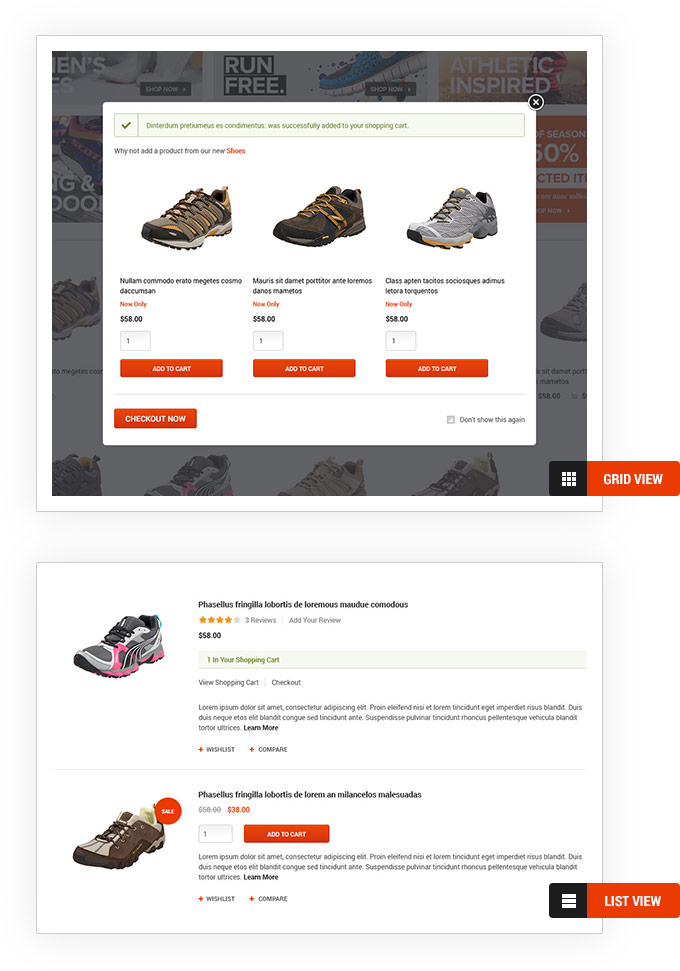 EN'S
ES
SHOP NOW
RUN
FREE.
SHOP NOW
ATHLETIC
INSPIRED
Dinterdum pretiumeus es condimentus: was successfully added to your shopping cart.
Why not add a product from our new Shoes
OF SEASON
50%
CTED IT
NG &
DOOR
OP NOW
Nullam commodo erato megetes cosmo
daccumsan
Now Only
$58.00
1
ADD TO CART
Mauris sit damet porttitor ante loremos
danos mametos
Now Only
$58.00
1
ADD TO CART
Class apten tacitos sociosques adimus
letora torquentos
Now Only
$58.00
1
ADD TO CART
to megetes cosm
sit damet portt
mametos
$58.00
CHECKOUT NOW
Don't show this again
GRID VIEW
Phasellus fringilla lobortis de loremous maudue comodous
3 Reviews Add Your Review
$58.00
1 In Your Shopping Cart
View Shopping Cart Checkout
Lorem ipsum dolor sit amet, consectetur adipiscing elit. Proin eleifend nisi et lorem tincidunt eget imperdiet risus blandit. Duis
duis neque etos elit blandit congue sed tincidunt ante. Suspendisse pulvinar tincidunt rhoncus pellentesque vehicula blandit
tortor ultrices. Learn More
+ WISHLIST + COMPARE
SALE
Phasellus fringilla lobortis de lorem an milancelos malesuadas
$58.00 $38.00
1
ADD TO CART
Lorem ipsum dolor sit amet, consectetur adipiscing elit. Proin eleifend nisi et lorem tincidunt eget imperdiet risus blandit. Duis
duis neque etos elit blandit congue sed tincidunt ante. Suspendisse pulvinar tincidunt rhoncus pellentesque vehicula blandit
tortor ultrices. Learn More
+ WISHLIST + COMPARE
LIST VIEW